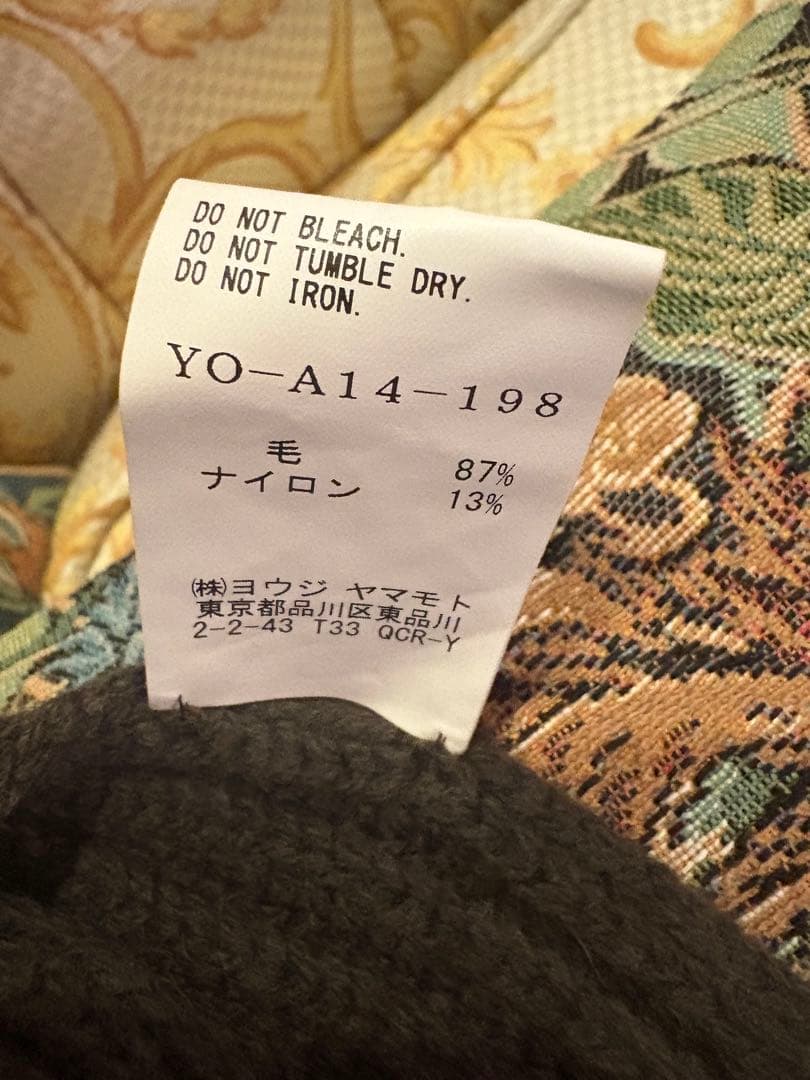 DO NOT BLEACH.
DO NOT TUMBLE DRY.
DO NOT IRON.
YO-A14-198
毛 87%
ナイロン 13%
㈱ヨウジ ヤマモト
東京都品川区東品川
2-2-43 T33 QCR-Y